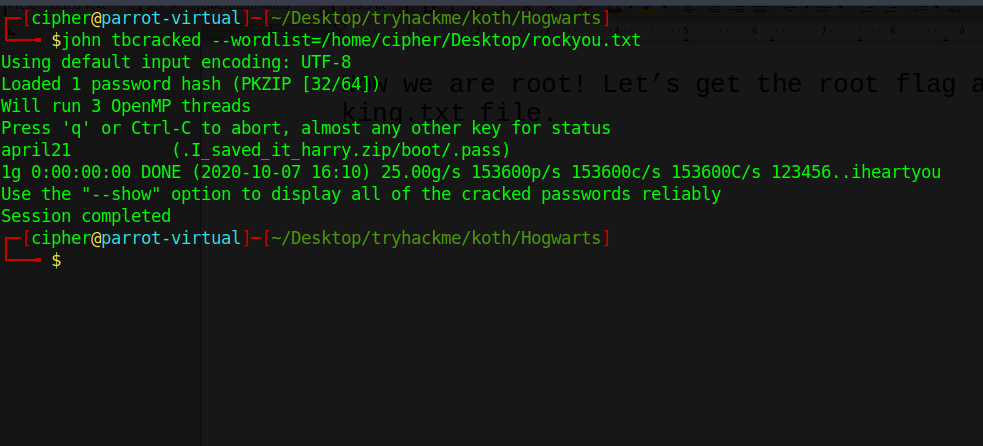 [cipher@parrot-virtual]─[~/Desktop/tryhackme/koth/Hogwarts]
$john tbcracked --wordlist=/home/cipher/Desktop/rockyou.txt
Using default input encoding: UTF-8
Loaded 1 password hash (PKZIP [32/64])
w we are root! Let’s get the root flag a
Will run 3 OpenMP threads
king.txt file.
Press 'q' or Ctrl-C to abort, almost any other key for status
april21 (.I_saved_it_harry.zip/boot/.pass)
1g 0:00:00:00 DONE (2020-10-07 16:10) 25.00g/s 153600p/s 153600c/s 153600C/s 123456..iheartyou
Use the "--show" option to display all of the cracked passwords reliably
Session completed
[cipher@parrot-virtual]─[~/Desktop/tryhackme/koth/Hogwarts]
$